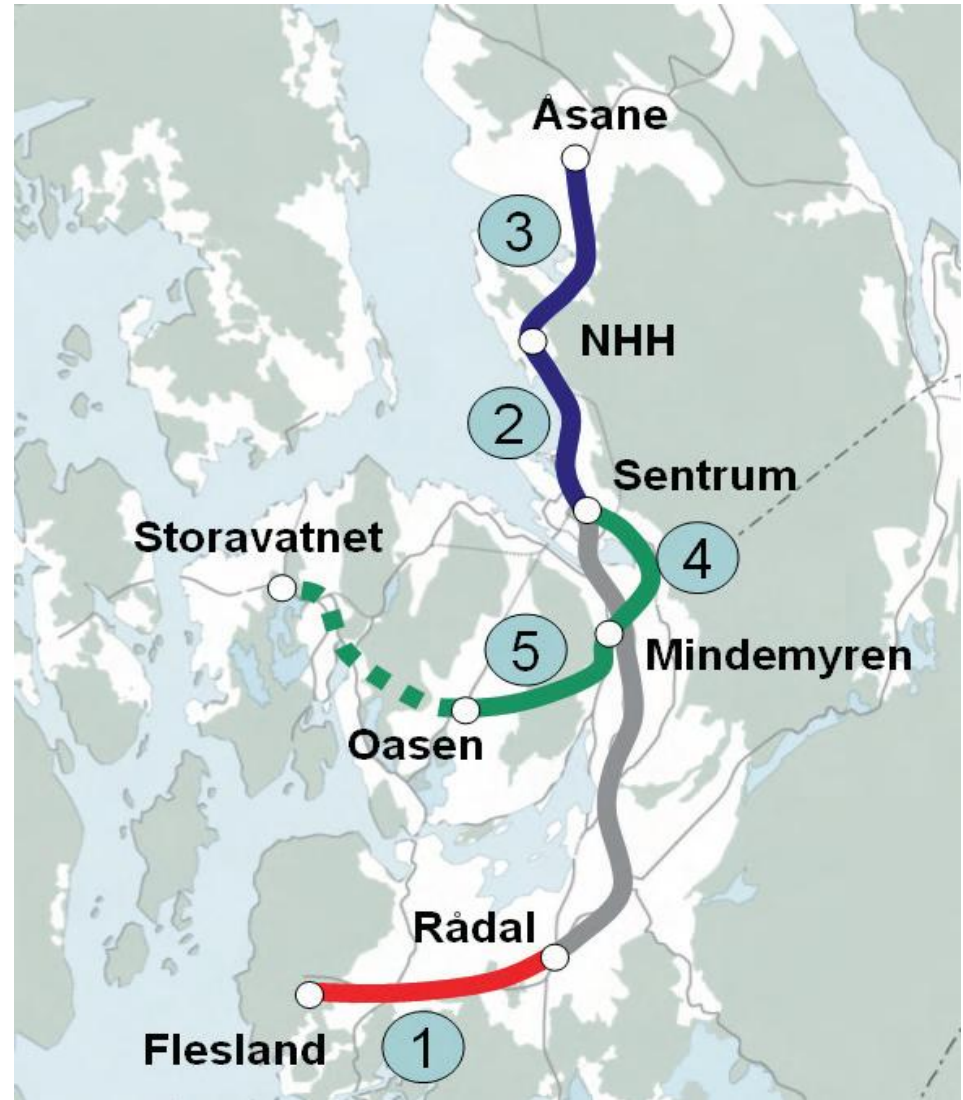 Åsane
3
NHH
2
Sentrum
Storavatnet
4
5
Mindemyren
Oasen
Rådal
Flesland
1